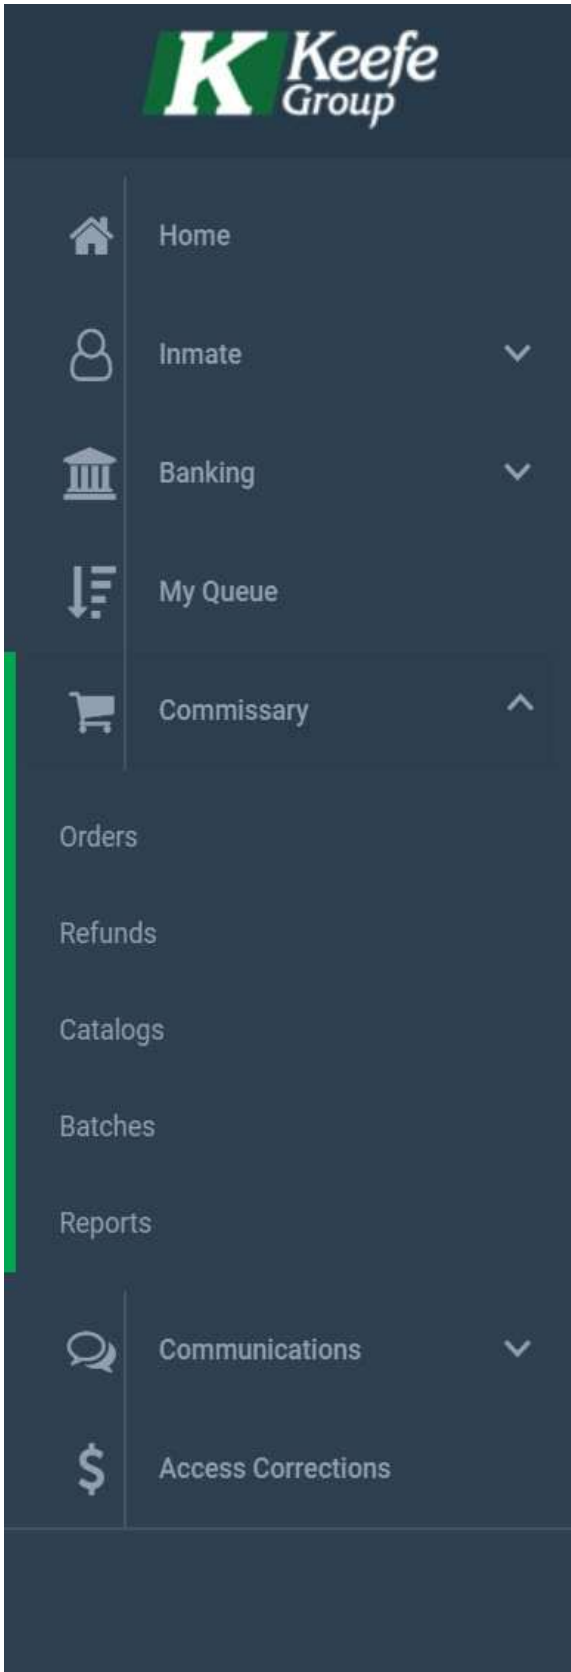 K Keefe
Group
Home
Inmate
Banking
My Queue
Commissary
Orders
Refunds
Catalogs
Batches
Reports
Communications
$ Access Corrections